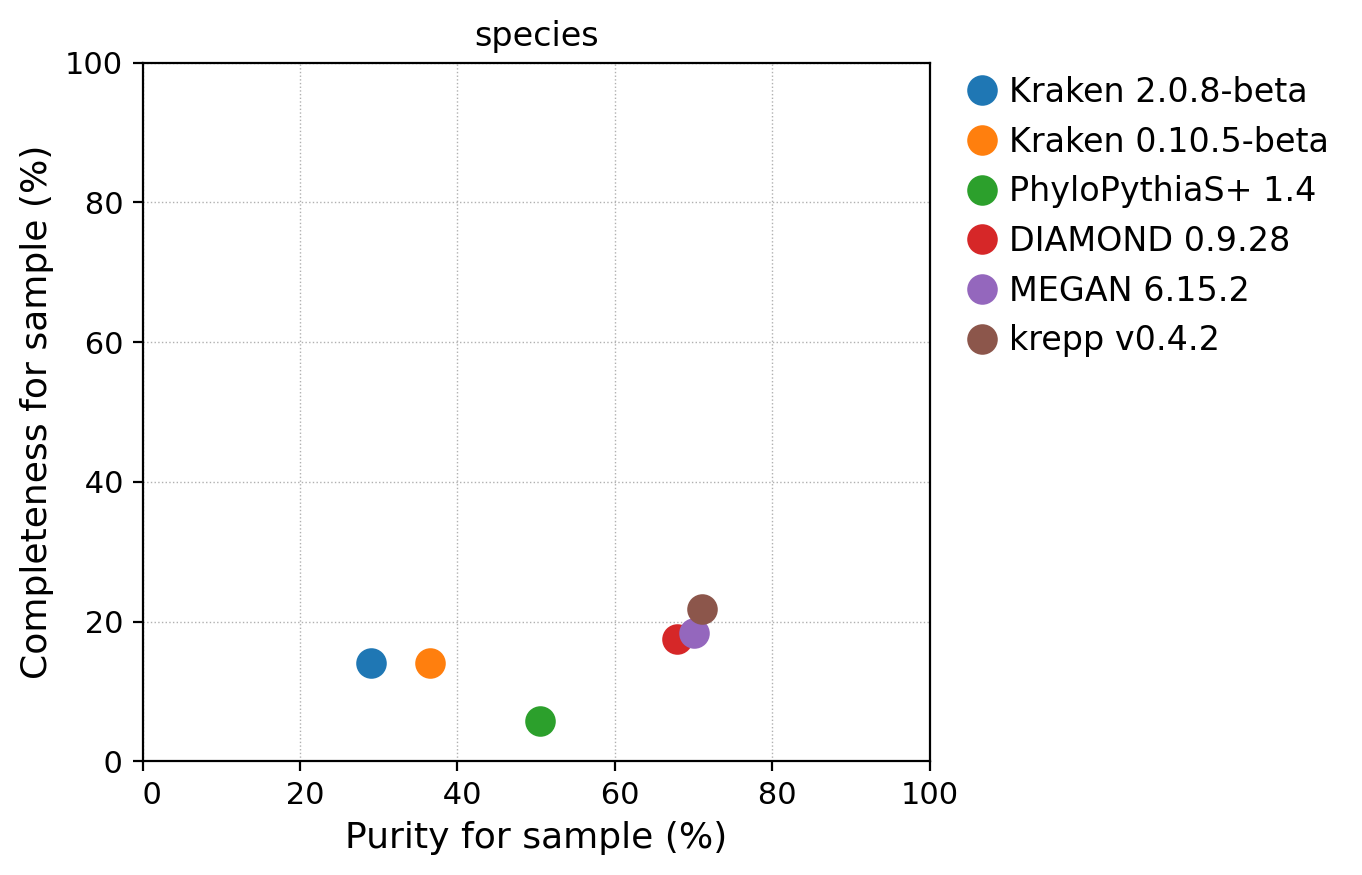 species
Completeness for sample (%)
100
80
60
40
20
0
0 20 40 60 80 100
Purity for sample (%)
Kraken 2.0.8-beta
Kraken 0.10.5-beta
PhyloPythiaS+ 1.4
DIAMOND 0.9.28
MEGAN 6.15.2
krepp v0.4.2